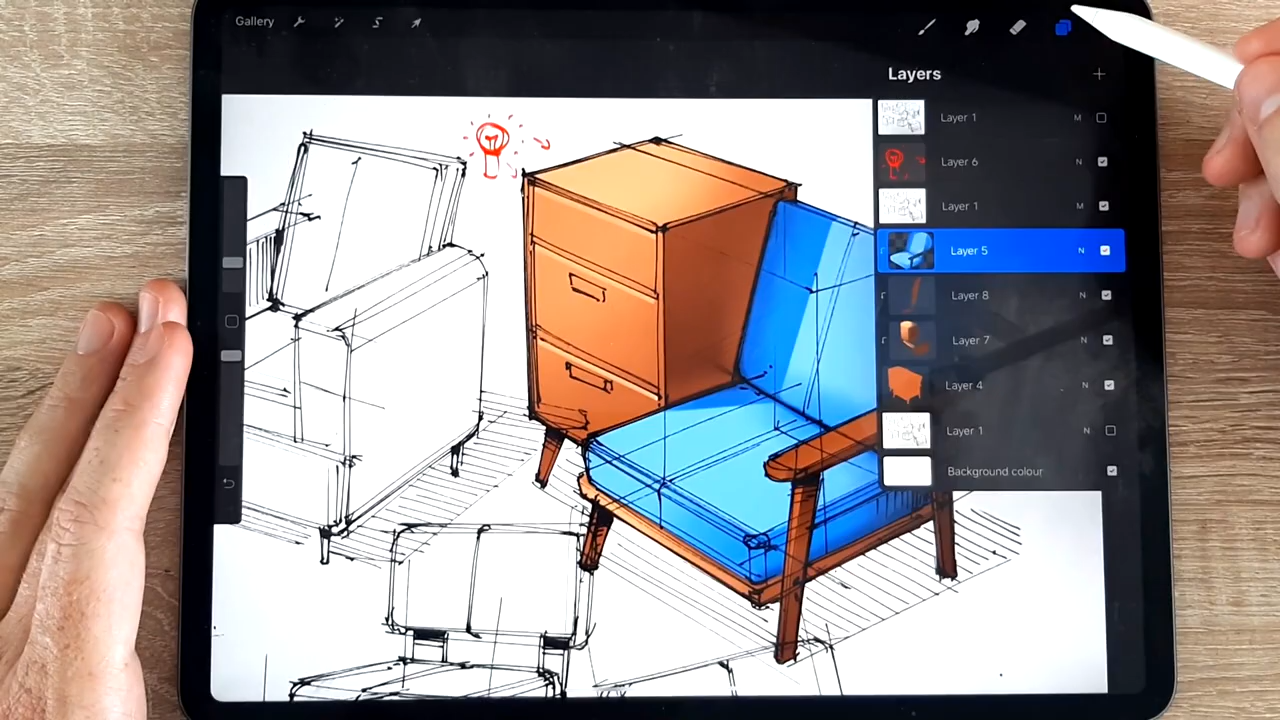 Gallery
Layers
Layer 1 M
Layer 6 N
Layer 1 M
Layer 5 N
Layer 8 N
Layer 7 N
Layer 4 N
Layer 1 N
Background colour